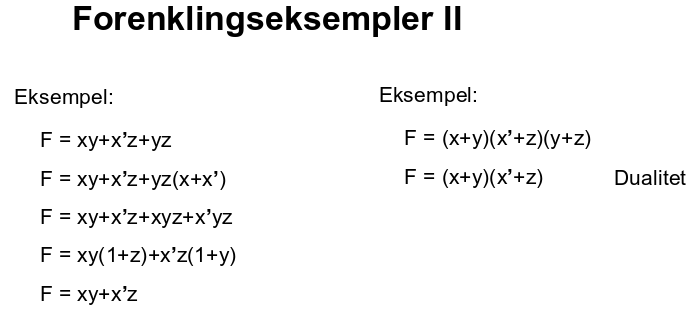 Forenklingseksempler II
Eksempel:
F = xy+x’z+yz
F = xy+x’z+yz(x+x’)
F = xy+x’z+xyz+x’yz
F = xy(1+z)+x’z(1+y)
F = xy+x’z
Eksempel:
F = (x+y)(x’+z)(y+z)
F = (x+y)(x’+z) Dualitet